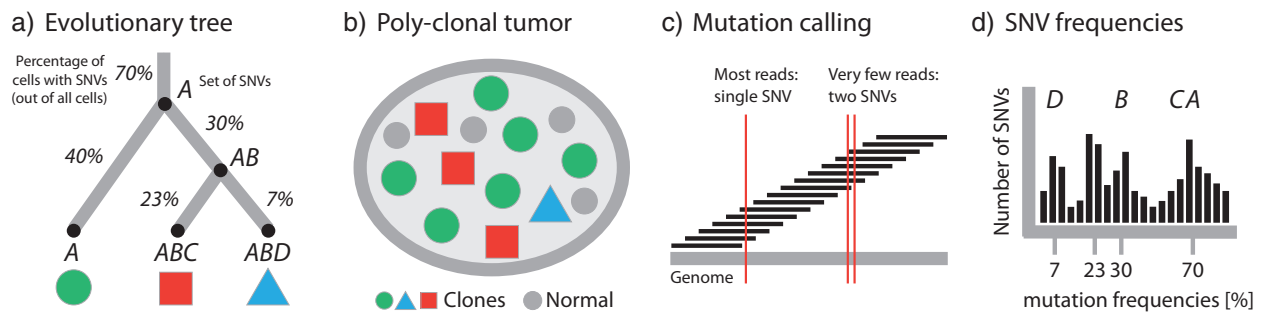 a) Evolutionary tree
Percentage of
cells with SNVs
(out of all cells)
70%
A
Set of SNVs
30%
40%
AB
23%
7%
A
ABC
ABD
b) Poly-clonal tumor
Clones
Normal
c) Mutation calling
Most reads:
single SNV
Very few reads:
two SNVs
Genome
d) SNV frequencies
Number of SNVs
D B C A
7 23 30 70
mutation frequencies [%]